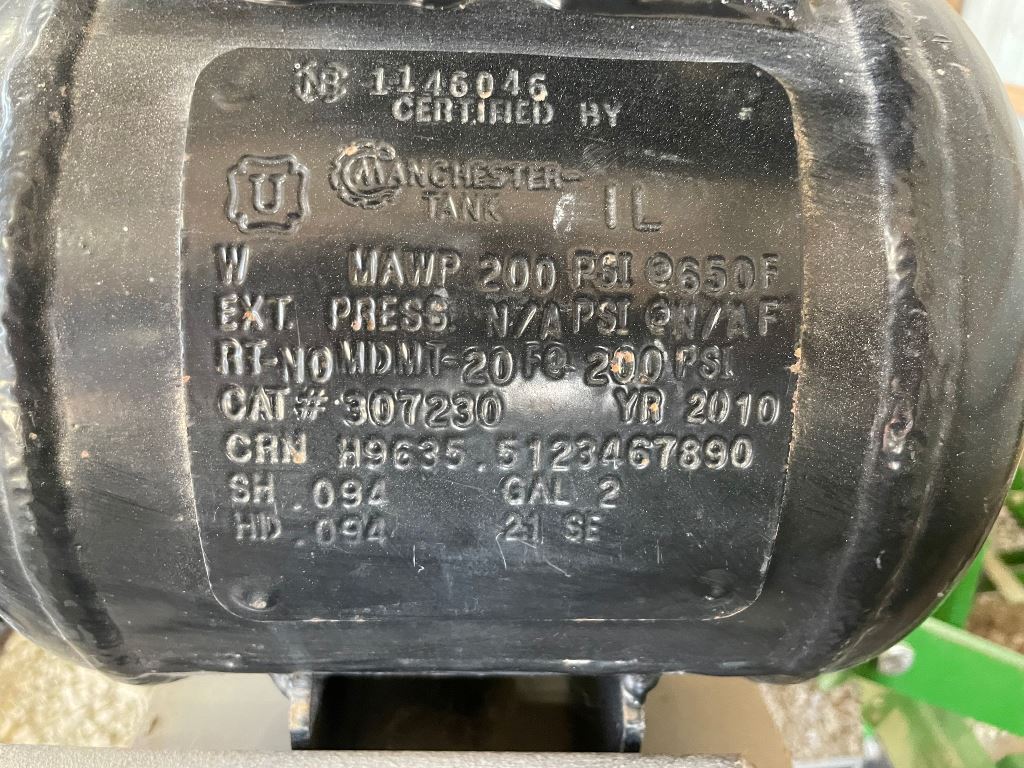 NB 1146046
CERTIFIED BY
U MANCHESTER
TANK IL
W MAWP 200 PSI @ 650 F
EXT. PRESS. N/A PSI @ N/A F
RT-NO MDMT-20 F@ 200 PSI
CAT# 307230 YR 2010
CRN H9635.5123467890
SH .094 GAL 2
HD .094 21 SE